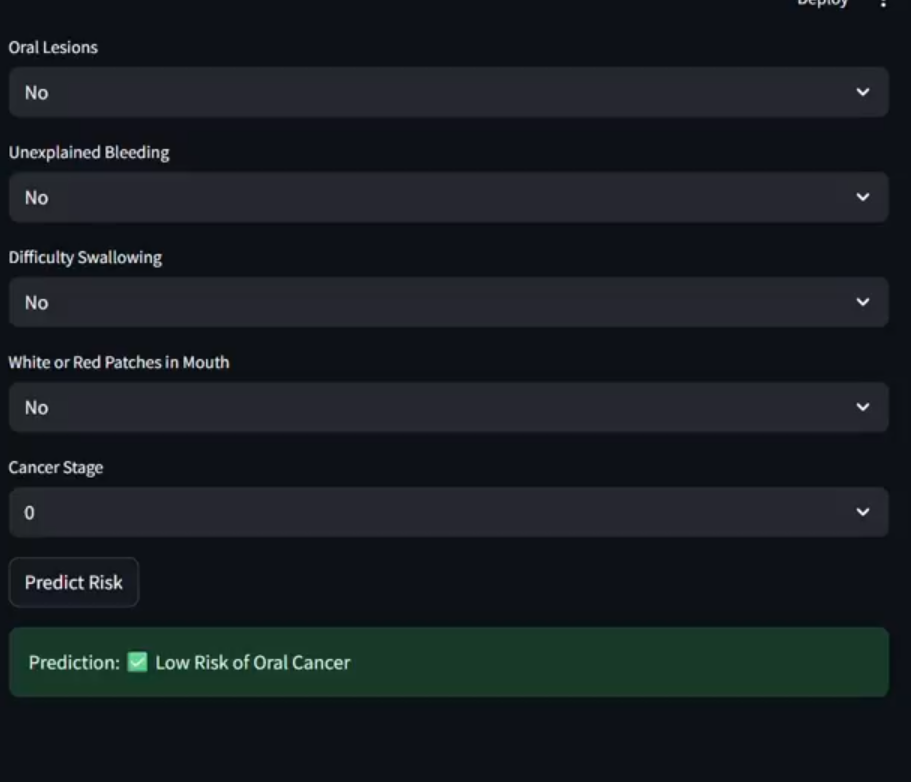 Deploy
Oral Lesions
No
Unexplained Bleeding
No
Difficulty Swallowing
No
White or Red Patches in Mouth
No
Cancer Stage
0
Predict Risk
Prediction: ✅ Low Risk of Oral Cancer